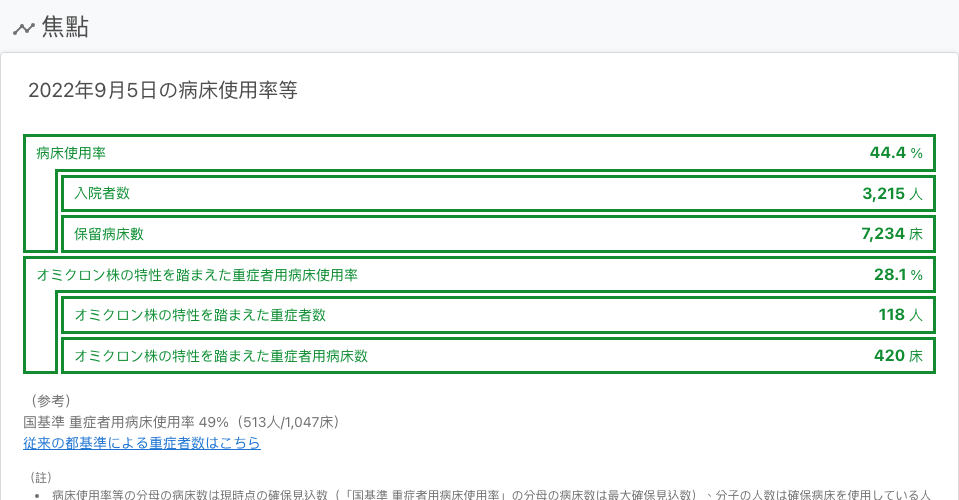 焦點
2022年9月5日の病床使用率等
病床使用率 44.4 %
入院者数 3,215 人
保留病床數 7,234 床
オミクロン株の特性を踏まえた重症者用病床使用率 28.1 %
オミクロン株の特性を踏まえた重症者数 118 人
オミクロン株の特性を踏まえた重症者用病床数 420 床
（参考）
国基準 重症者用病床使用率 49%（513人/1,047床）
従来の都基準による重症者数はこちら
（註）
• 病床使用率等の分母の病床数は現時点の確保見込数（「国基準 重症者用病床使用率」の分母の病床数は最大確保見込数）、分子の人数は確保病床を使用している人